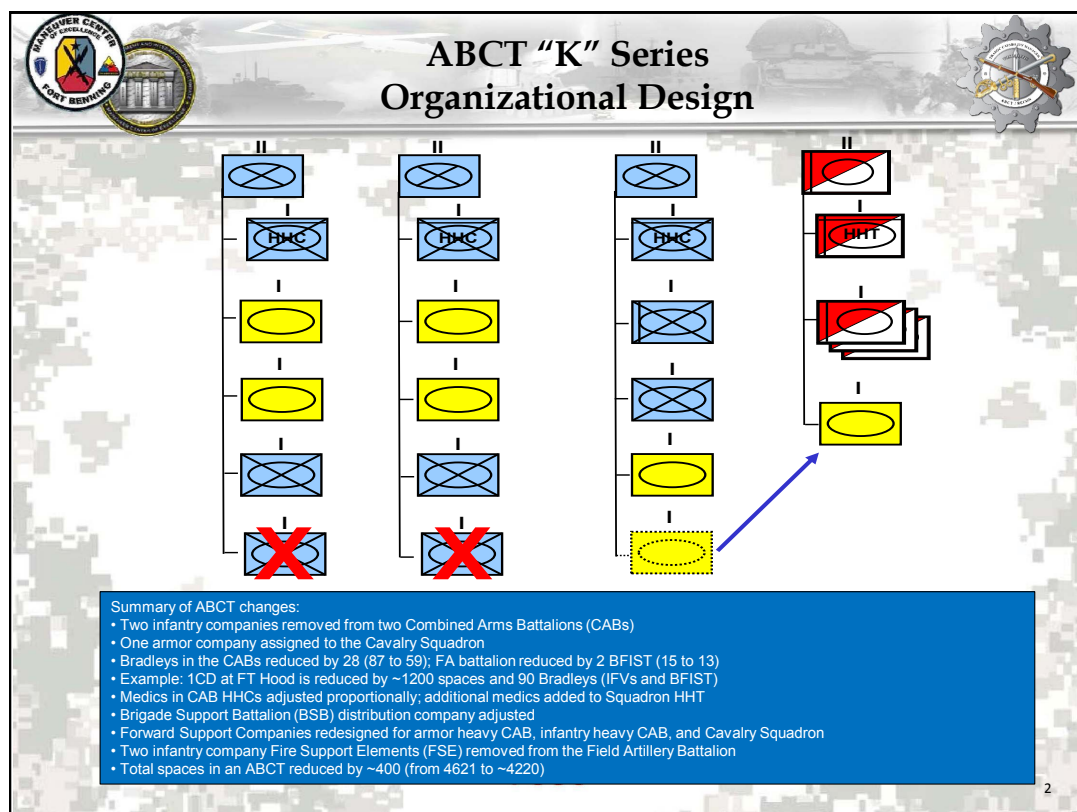 MANEUVER CENTER
OF EXCELLENCE
FORT BENNING
ABCT “K” Series
Organizational Design
II
II
II
II
I
I
I
I
HHC
HHC
HHC
HHT
I
I
I
I
I
I
I
I
I
I
I
I
I
I
Summary of ABCT changes:
• Two infantry companies removed from two Combined Arms Battalions (CABs)
• One armor company assigned to the Cavalry Squadron
• Bradleys in the CABs reduced by 28 (87 to 59); FA battalion reduced by 2 BFIST (15 to 13)
• Example: 1CD at FT Hood is reduced by ~1200 spaces and 90 Bradleys (IFVs and BFIST)
• Medics in CAB HHCs adjusted proportionally; additional medics added to Squadron HHT
• Brigade Support Battalion (BSB) distribution company adjusted
• Forward Support Companies redesigned for armor heavy CAB, infantry heavy CAB, and Cavalry Squadron
• Two infantry company Fire Support Elements (FSE) removed from the Field Artillery Battalion
• Total spaces in an ABCT reduced by ~400 (from 4621 to ~4220)
2